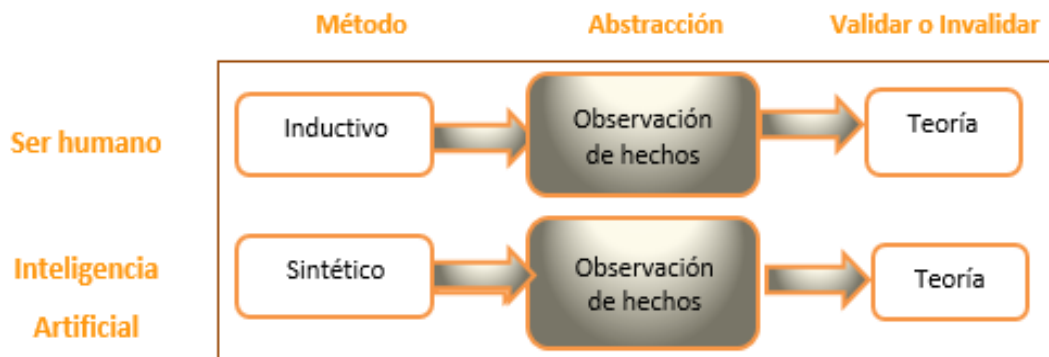 Método Abstracción Validar o Invalidar
Ser humano
Inductivo
Observación
de hechos
Teoría
Inteligencia
Artificial
Sintético
Observación
de hechos
Teoría